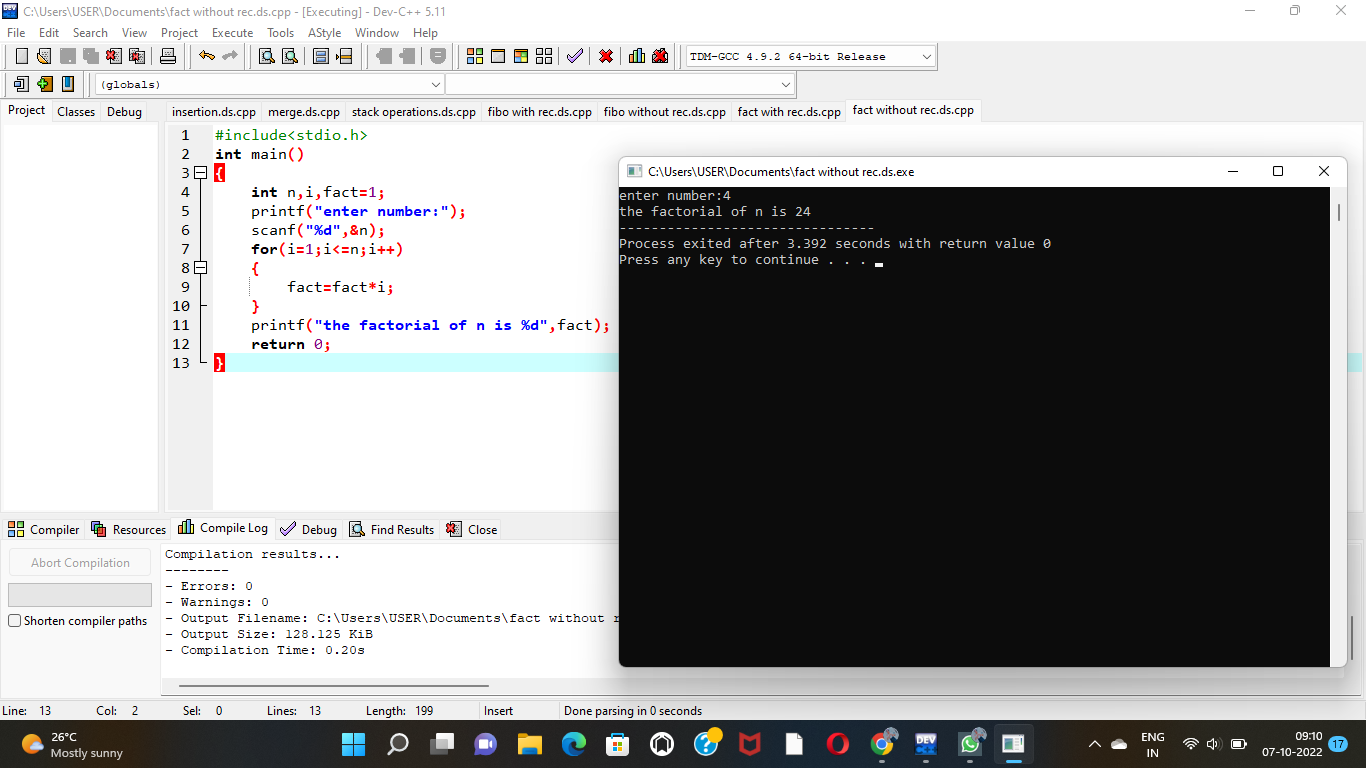 C:\Users\USER\Documents\fact without rec.ds.cpp - [Executing] - Dev-C++ 5.11
File Edit Search View Project Execute Tools AStyle Window Help
TDM-GCC 4.9.2 64-bit Release
(globals)
Project Classes Debug
insertion.ds.cpp merge.ds.cpp stack operations.ds.cpp fibo with rec.ds.cpp fibo without rec.ds.cpp fact with rec.ds.cpp fact without rec.ds.cpp
1 #include<stdio.h>
2 int main()
3 {
4 int n,i,fact=1;
5 printf("enter number:");
6 scanf("%d",&n);
7 for(i=1;i<=n;i++)
8 {
9 fact=fact*i;
10 }
11 printf("the factorial of n is %d",fact);
12 return 0;
13 }
C:\Users\USER\Documents\fact without rec.ds.exe
enter number:4
the factorial of n is 24
--------------------------------
Process exited after 3.392 seconds with return value 0
Press any key to continue . . .
Compiler Resources Compile Log Debug Find Results Close
Abort Compilation
Shorten compiler paths
Compilation results...
--------
- Errors: 0
- Warnings: 0
- Output Filename: C:\Users\USER\Documents\fact without
- Output Size: 128.125 KiB
- Compilation Time: 0.20s
Line: 13 Col: 2 Sel: 0 Lines: 13 Length: 199 Insert Done parsing in 0 seconds
26°C
Mostly sunny
DEV
ENG
IN
09:10
07-10-2022
17